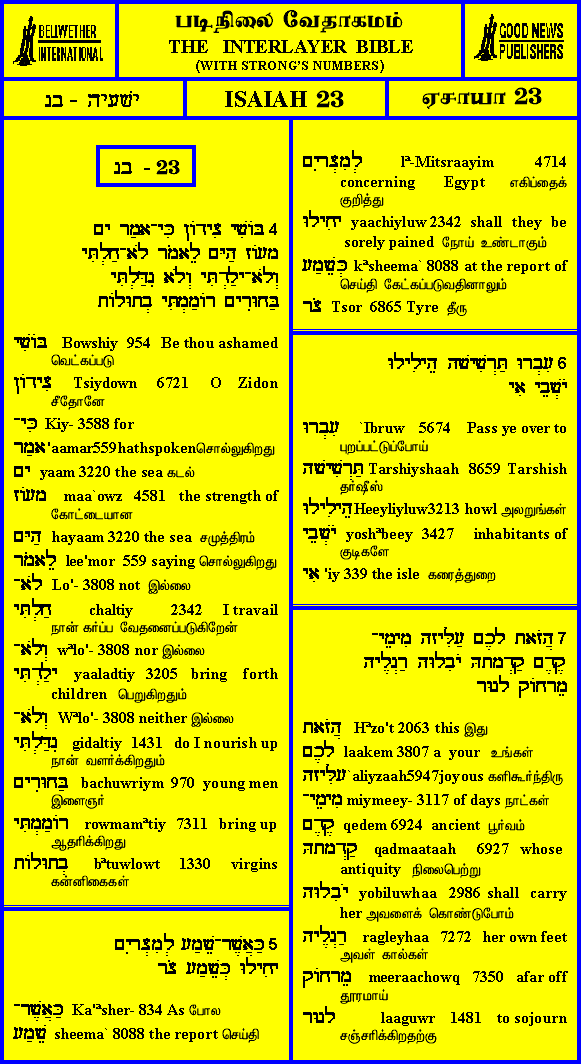 BELLWETHER
INTERNATIONAL
படிநிலை வேதாகமம்
THE INTERLAYER BIBLE
(WITH STRONG'S NUMBERS)
GOOD NEWS
PUBLISHERS
ישעיה - בנ
ISAIAH 23
ஏசாயா 23
בנ - 23
4 בּוֹשִׁי צִידוֹן כִּי־אָמַר יָם
מָעוֹז הַיָּם לֵאמֹר לֹא־חַלְתִּי
וְלֹא־יָלַדְתִּי וְלֹא גִדַּלְתִּי
בַּחוּרִים רוֹמַמְתִּי בְתוּלוֹת
בּוֹשִׁי Bowshiy 954 Be thou ashamed
வெட்கப்படு
צִידוֹן Tsiydown 6721 O Zidon
சீதோனே
כִּי־ Kiy- 3588 for
אָמַר 'aamar559hathspokenசொல்லுகிறது
יָם yaam 3220 the sea கடல்
מָעוֹז maa`owz 4581 the strength of
கோட்டையான
הַיָּם hayaam 3220 the sea சமுத்திரம்
לֵאמֹר lee'mor 559 saying சொல்லுகிறது
לֹא־ Lo'- 3808 not இல்லை
חַלְתִּי chaltiy 2342 I travail
நான் கர்ப்ப வேதனைப்படுகிறேன்
וְלֹא־ wªlo'- 3808 nor இல்லை
יָלַדְתִּי yaaladtiy 3205 bring forth
children பெறுகிறதும்
וְלֹא־ Wªlo'- 3808 neither இல்லை
גִדַּלְתִּי gidaltiy 1431 do I nourish up
நான் வளர்க்கிறதும்
בַּחוּרִים bachuwriym 970 young men
இளைஞர்
רוֹמַמְתִּי rowmamªtiy 7311 bring up
ஆதரிக்கிறது
בְתוּלוֹת bªtuwlowt 1330 virgins
கன்னிகைகள்
5 כַּאֲשֶׁר־שֵׁמַע לְמִצְרַיִם
יָחִילוּ כְּשֵׁמַע צֹר
כַּאֲשֶׁר־ Ka'ªsher- 834 As போல
שֵׁמַע sheema` 8088 the report செய்தி
לְמִצְרַיִם lª-Mitsraayim 4714
concerning Egypt எகிப்தைக்
குறித்து
יָחִילוּ yaachiyluw 2342 shall they be
sorely pained நோய் உண்டாகும்
כְּשֵׁמַע kªsheema` 8088 at the report of
செய்தி கேட்கப்படுவதினாலும்
צֹר Tsor 6865 Tyre தீரு
6 עִבְרוּ תַּרְשִׁישָׁה הֵילִילוּ
יֹשְׁבֵי אִי
עִבְרוּ `Ibruw 5674 Pass ye over to
புறப்பட்டுப்போய்
תַּרְשִׁישָׁה Tarshiyshaah 8659 Tarshish
தர்ஷீஸ்
הֵילִילוּ Heeyliyluw3213 howl அலறுங்கள்
יֹשְׁבֵי yoshªbeey 3427 inhabitants of
குடிகளே
אִי 'iy 339 the isle கரைத்துறை
7 הֲזֹאת לָכֶם עַלִּיזָה מִימֵי־
קֶדֶם קַדְמָתָהּ יֹבִלוּהָ רַגְלֶיהָ
מֵרָחוֹק לָגוּר
הֲזֹאת Hªzo't 2063 this இது
לָכֶם laakem 3807 a your உங்கள்
עַלִּיזָה `aliyzaah5947joyous களிகூர்ந்திரு
מִימֵי־ miymeey- 3117 of days நாட்கள்
קֶדֶם qedem 6924 ancient பூர்வம்
קַדְמָתָהּ qadmaataah 6927 whose
antiquity நிலைபெற்று
יֹבִלוּהָ yobiluwhaa 2986 shall carry
her அவளைக் கொண்டுபோம்
רַגְלֶיהָ ragleyhaa 7272 her own feet
அவள் கால்கள்
מֵרָחוֹק meeraachowq 7350 afar off
தூரமாய்
לָגוּר laaguwr 1481 to sojourn
சஞ்சரிக்கிறதற்கு